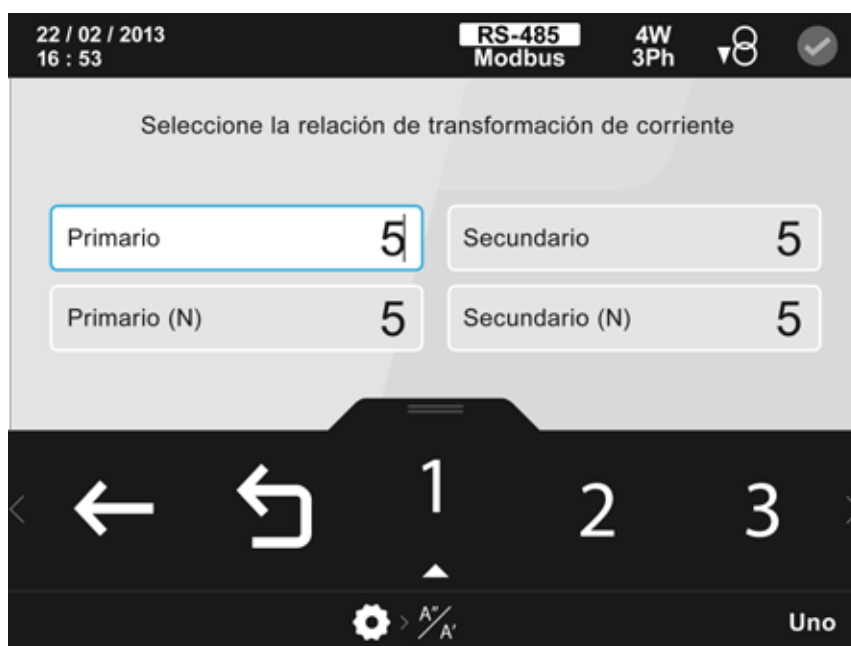 22 / 02 / 2013
16 : 53
RS-485
Modbus
4W
3Ph
Seleccione la relación de transformación de corriente
Primario 5
Secundario 5
Primario (N) 5
Secundario (N) 5
1 2 3
A"/A'
Uno